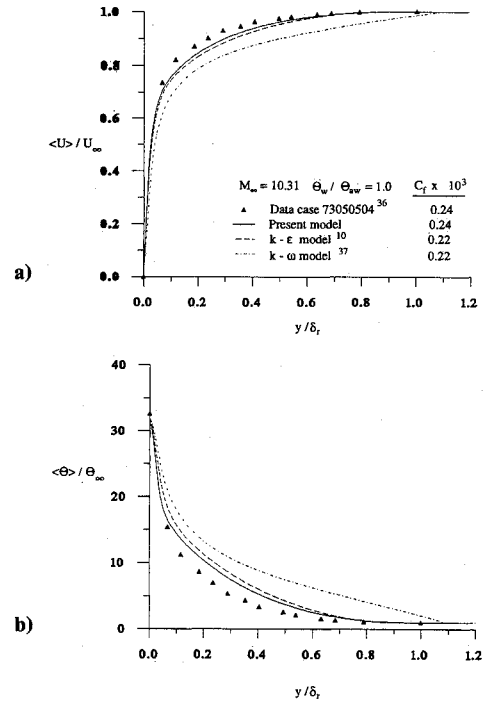 1.0
0.8
0.6
<U> / U∞
0.4
M∞ = 10.31 Θw / Θaw = 1.0 Cf x 10³
Data case 73050504 36 0.24
0.2
Present model 0.24
k - ε model 10 0.22
a)
k - ω model 37 0.22
0.0
0.0 0.2 0.4 0.6 0.8 1.0 1.2
y / δr
40
30
<Θ> / Θ∞
20
10
b)
0
0.0 0.2 0.4 0.6 0.8 1.0 1.2
y / δr